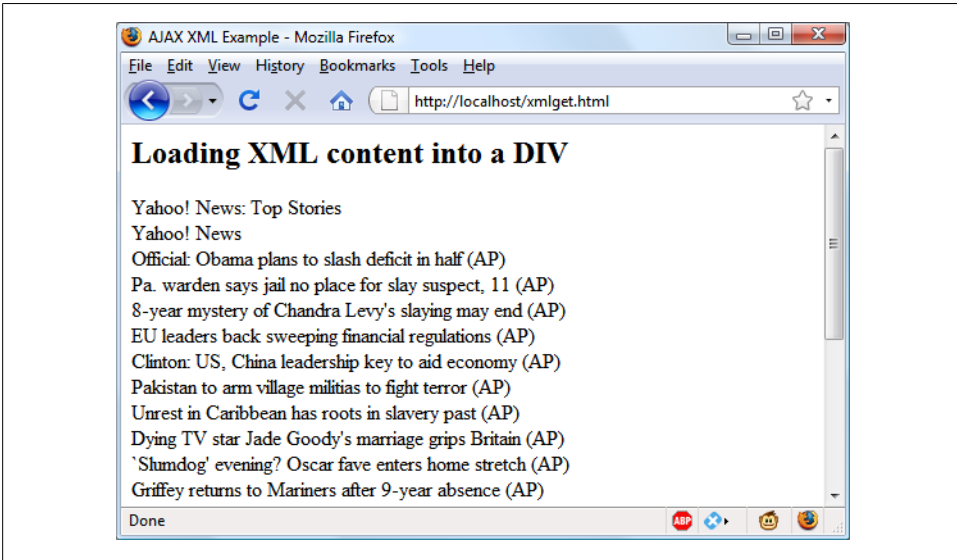 AJAX XML Example - Mozilla Firefox
File Edit View History Bookmarks Tools Help
http://localhost/xmlget.html
Loading XML content into a DIV
Yahoo! News: Top Stories
Yahoo! News
Official: Obama plans to slash deficit in half (AP)
Pa. warden says jail no place for slay suspect, 11 (AP)
8-year mystery of Chandra Levy's slaying may end (AP)
EU leaders back sweeping financial regulations (AP)
Clinton: US, China leadership key to aid economy (AP)
Pakistan to arm village militias to fight terror (AP)
Unrest in Caribbean has roots in slavery past (AP)
Dying TV star Jade Goody's marriage grips Britain (AP)
`Slumdog' evening? Oscar fave enters home stretch (AP)
Griffey returns to Mariners after 9-year absence (AP)
Done ABP